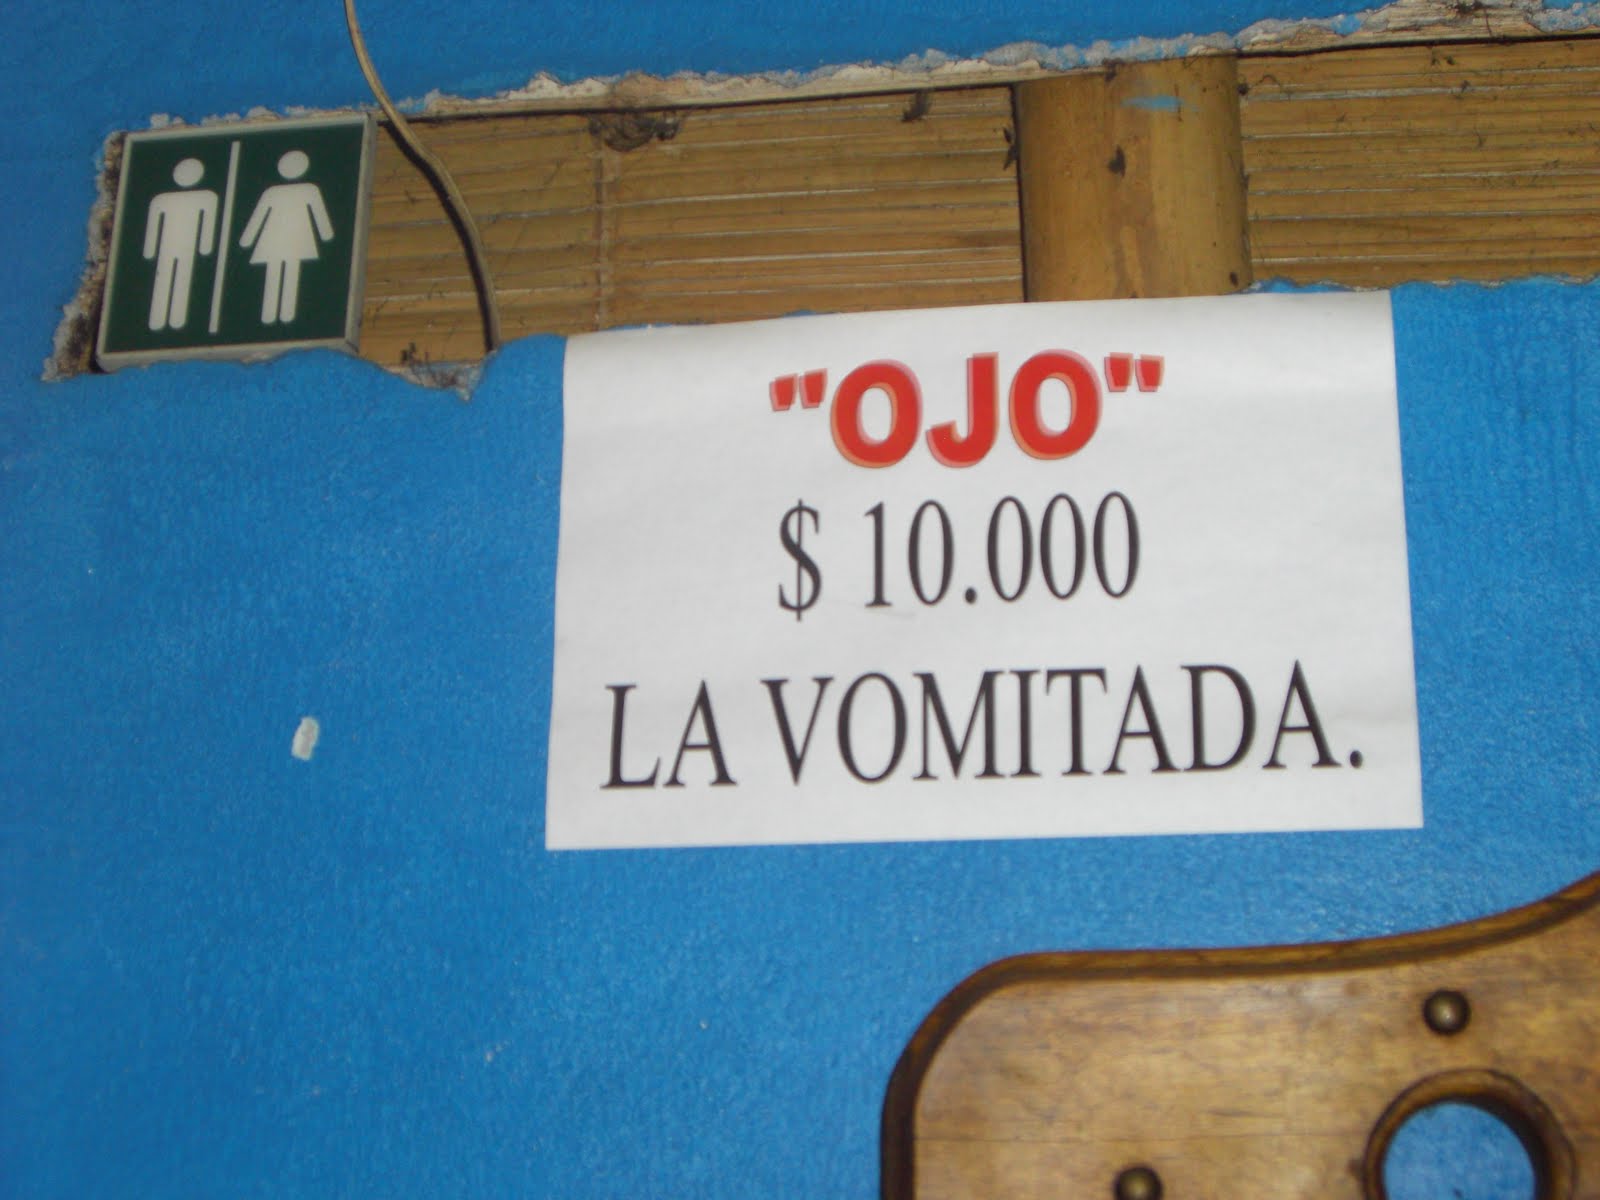 "OJO"
$ 10.000
LA VOMITADA.